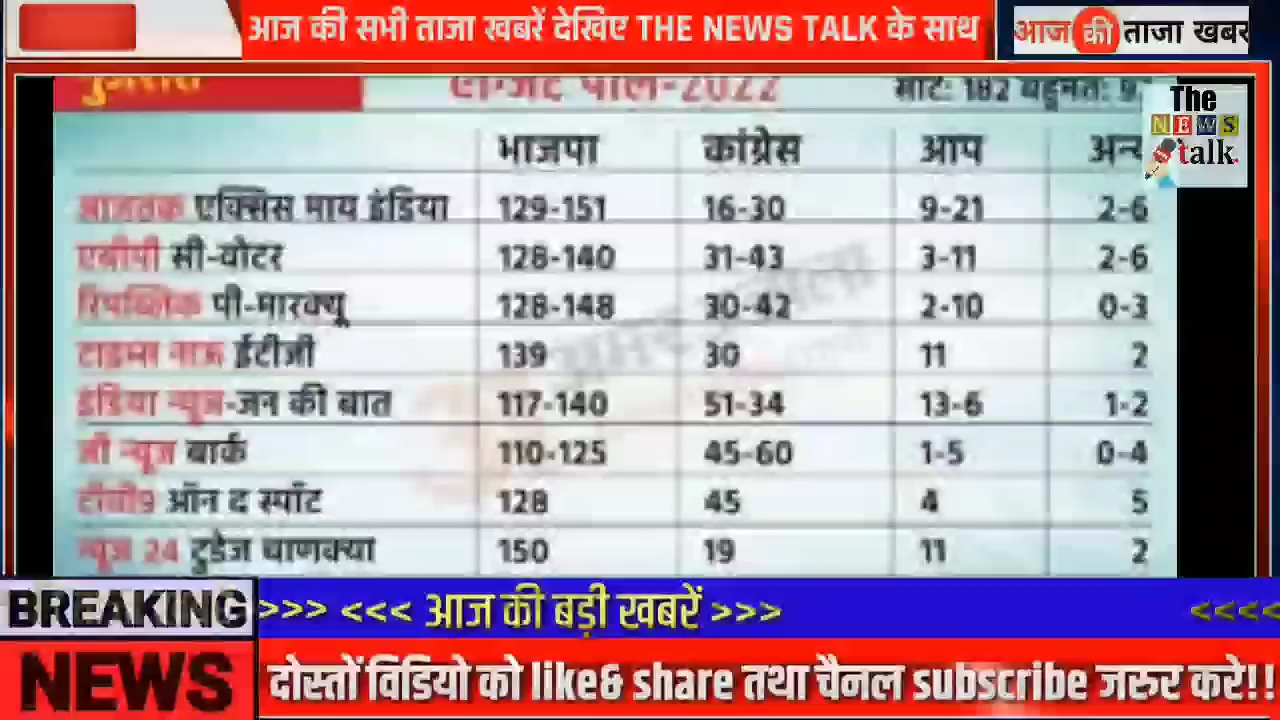 आज की सभी ताजा खबरें देखिए THE NEWS TALK के साथ
आज की ताजा खबर
गुजरात एग्जिट पोल-2022 सीट: 182 बहुमत:
The
NEWS
talk.
भाजपा कांग्रेस आप
आजतक एक्सिस माय इंडिया 129-151 16-30 9-21 2-6
एबीपी सी-वोटर 128-140 31-43 3-11 2-6
रिपब्लिक पी-मारक्यू 128-148 30-42 2-10 0-3
टाइम्स नाऊ ईटीजी 139 30 11 2
इंडिया न्यूज-जन की बात 117-140 51-34 13-6 1-2
जी न्यूज बार्क 110-125 45-60 1-5 0-4
टीवी9 ऑन द स्पॉट 128 45 4 5
न्यूज 24 टुडेज चाणक्या 150 19 11 2
BREAKING >>> <<< आज की बड़ी खबरें >>> <<<<
NEWS दोस्तों विडियो को like& share तथा चैनल subscribe जरुर करे!!